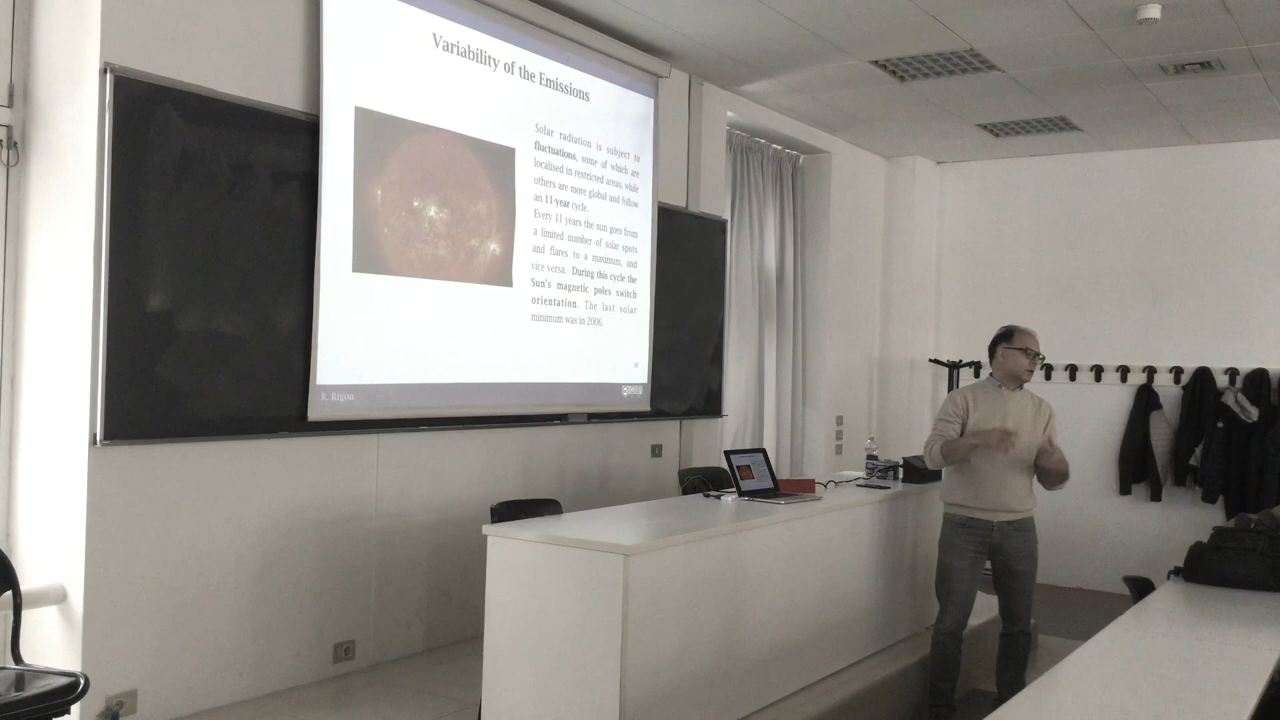 Variability of the Emissions
Solar radiation is subject to
fluctuations, some of which are
localised in restricted areas, while
others are more global and follow
an 11-year cycle.
Every 11 years the sun goes from
a limited number of solar spots
and flares to a maximum, and
vice versa. During this cycle the
Sun's magnetic poles switch
orientation. The last solar
minimum was in 2006.
R. Rigon